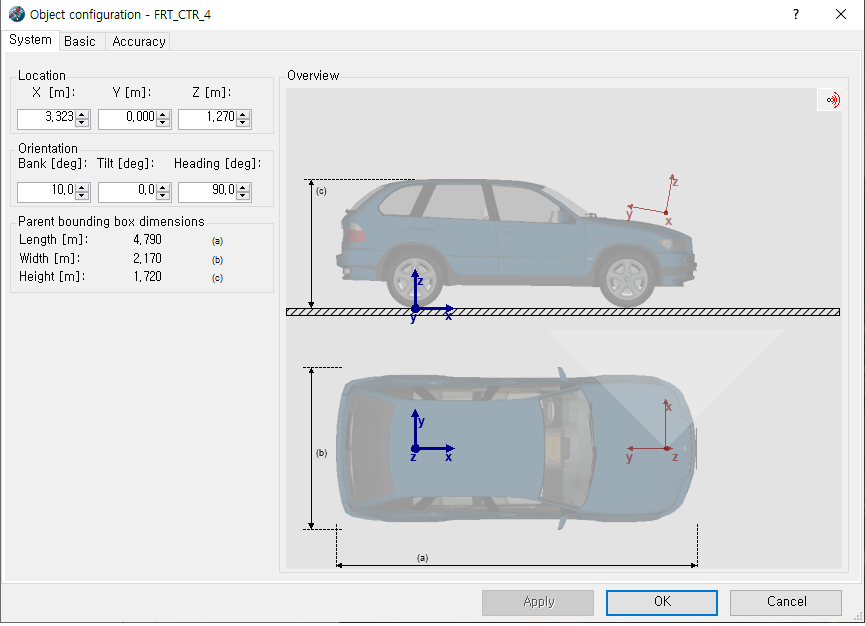 Object configuration - FRT_CTR_4
?
System Basic Accuracy
Location
X [m]: Y [m]: Z [m]:
3,323 0,000 1,270
Orientation
Bank [deg]: Tilt [deg]: Heading [deg]:
10,0 0,0 90,0
Parent bounding box dimensions
Length [m]: 4,790 (a)
Width [m]: 2,170 (b)
Height [m]: 1,720 (c)
Overview
(c)
z
y
x
z
y
x
(b)
y
z
x
x
y
z
(a)
Apply OK Cancel